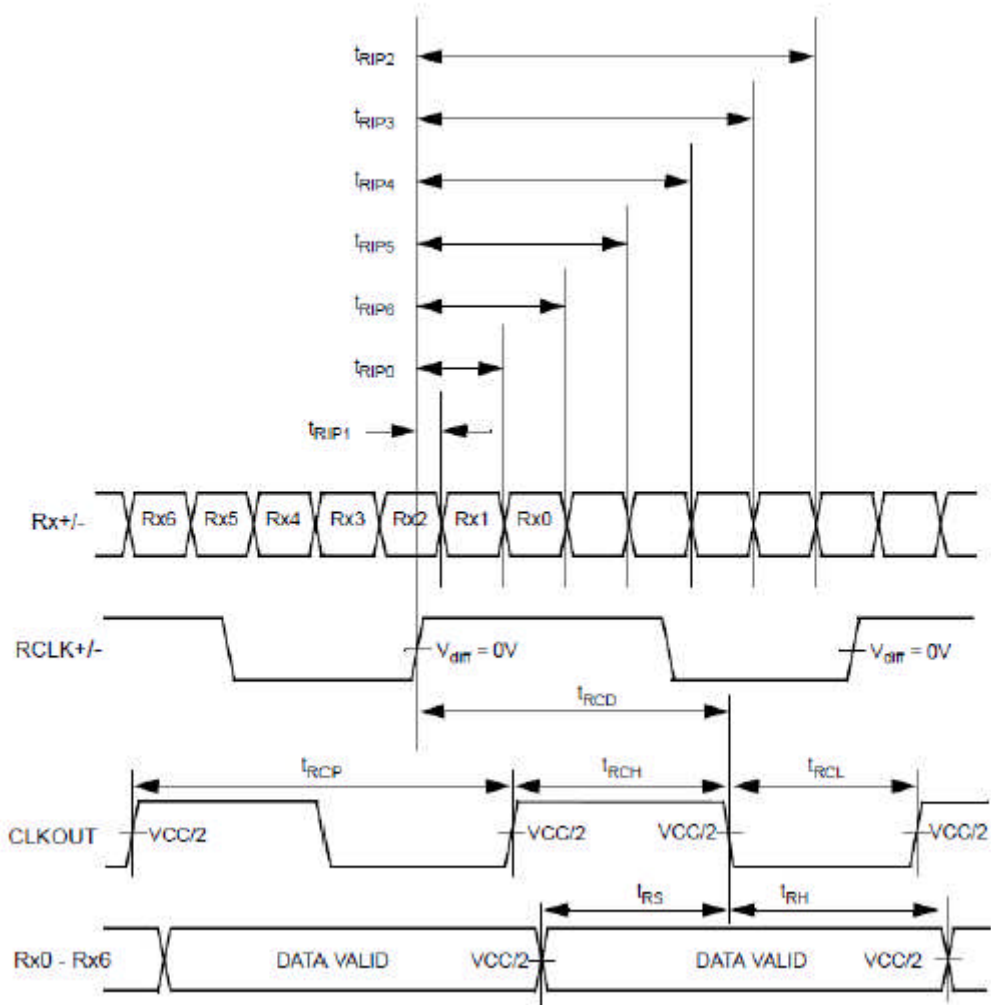 tRIP2
tRIP3
tRIP4
tRIP5
tRIP6
tRIP0
tRIP1
Rx+/- Rx6 Rx5 Rx4 Rx3 Rx2 Rx1 Rx0
RCLK+/- Vdiff = 0V Vdiff = 0V
tRCD
tRCP tRCH tRCL
CLKOUT VCC/2 VCC/2 VCC/2 VCC/2
tRS tRH
Rx0 - Rx6 DATA VALID VCC/2 DATA VALID VCC/2